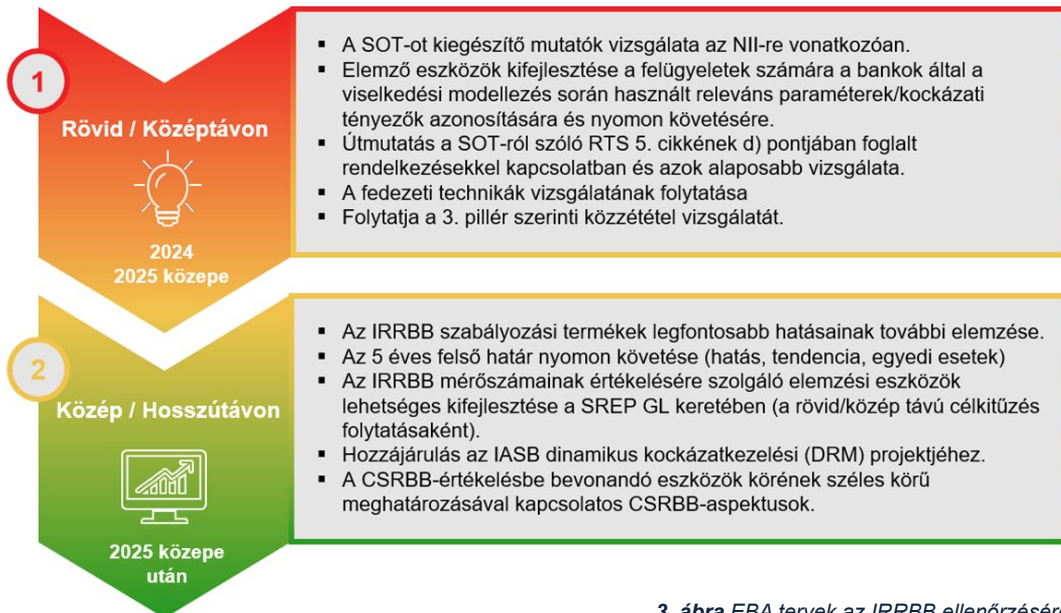 1
Rövid / Középtávon
2024
2025 közepe
▪ A SOT-ot kiegészítő mutatók vizsgálata az NII-re vonatkozóan.
▪ Elemző eszközök kifejlesztése a felügyeletek számára a bankok által a
viselkedési modellezés során használt releváns paraméterek/kockázati
tényezők azonosítására és nyomon követésére.
▪ Útmutatás a SOT-ról szóló RTS 5. cikkének d) pontjában foglalt
rendelkezésekkel kapcsolatban és azok alaposabb vizsgálata.
▪ A fedezeti technikák vizsgálatának folytatása
▪ Folytatja a 3. pillér szerinti közzététel vizsgálatát.
2
Közép / Hosszútávon
2025 közepe
után
▪ Az IRRBB szabályozási termékek legfontosabb hatásainak további elemzése.
▪ Az 5 éves felső határ nyomon követése (hatás, tendencia, egyedi esetek)
▪ Az IRRBB mérőszámainak értékelésére szolgáló elemzési eszközök
lehetséges kifejlesztése a SREP GL keretében (a rövid/közép távú célkitűzés
folytatásaként).
▪ Hozzájárulás az IASB dinamikus kockázatkezelési (DRM) projektjéhez.
▪ A CSRBB-értékelésbe bevonandó eszközök körének széles körű
meghatározásával kapcsolatos CSRBB-aspektusok.
3. ábra EBA tervek az IRRBB